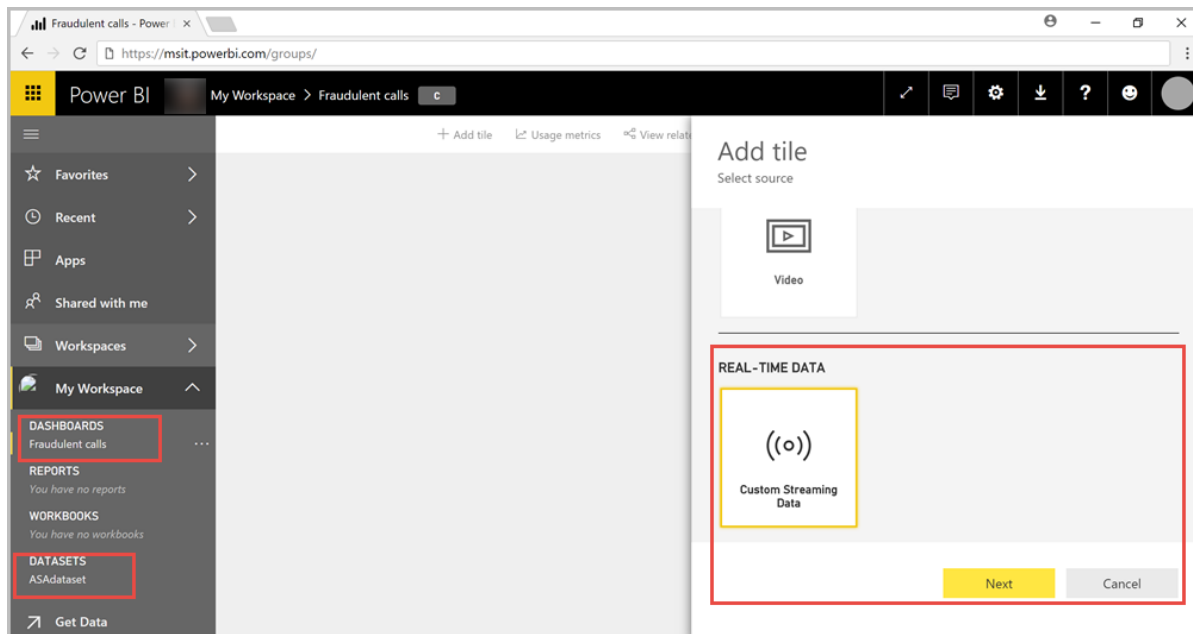 Fraudulent calls - Power
https://msit.powerbi.com/groups/
Power BI
My Workspace > Fraudulent calls
C
?
+ Add tile
Usage metrics
View relate
Favorites
Recent
Apps
Shared with me
Workspaces
My Workspace
DASHBOARDS
Fraudulent calls
...
REPORTS
You have no reports
WORKBOOKS
You have no workbooks
DATASETS
ASAdataset
Get Data
Add tile
Select source
Video
REAL-TIME DATA
Custom Streaming
Data
Next
Cancel